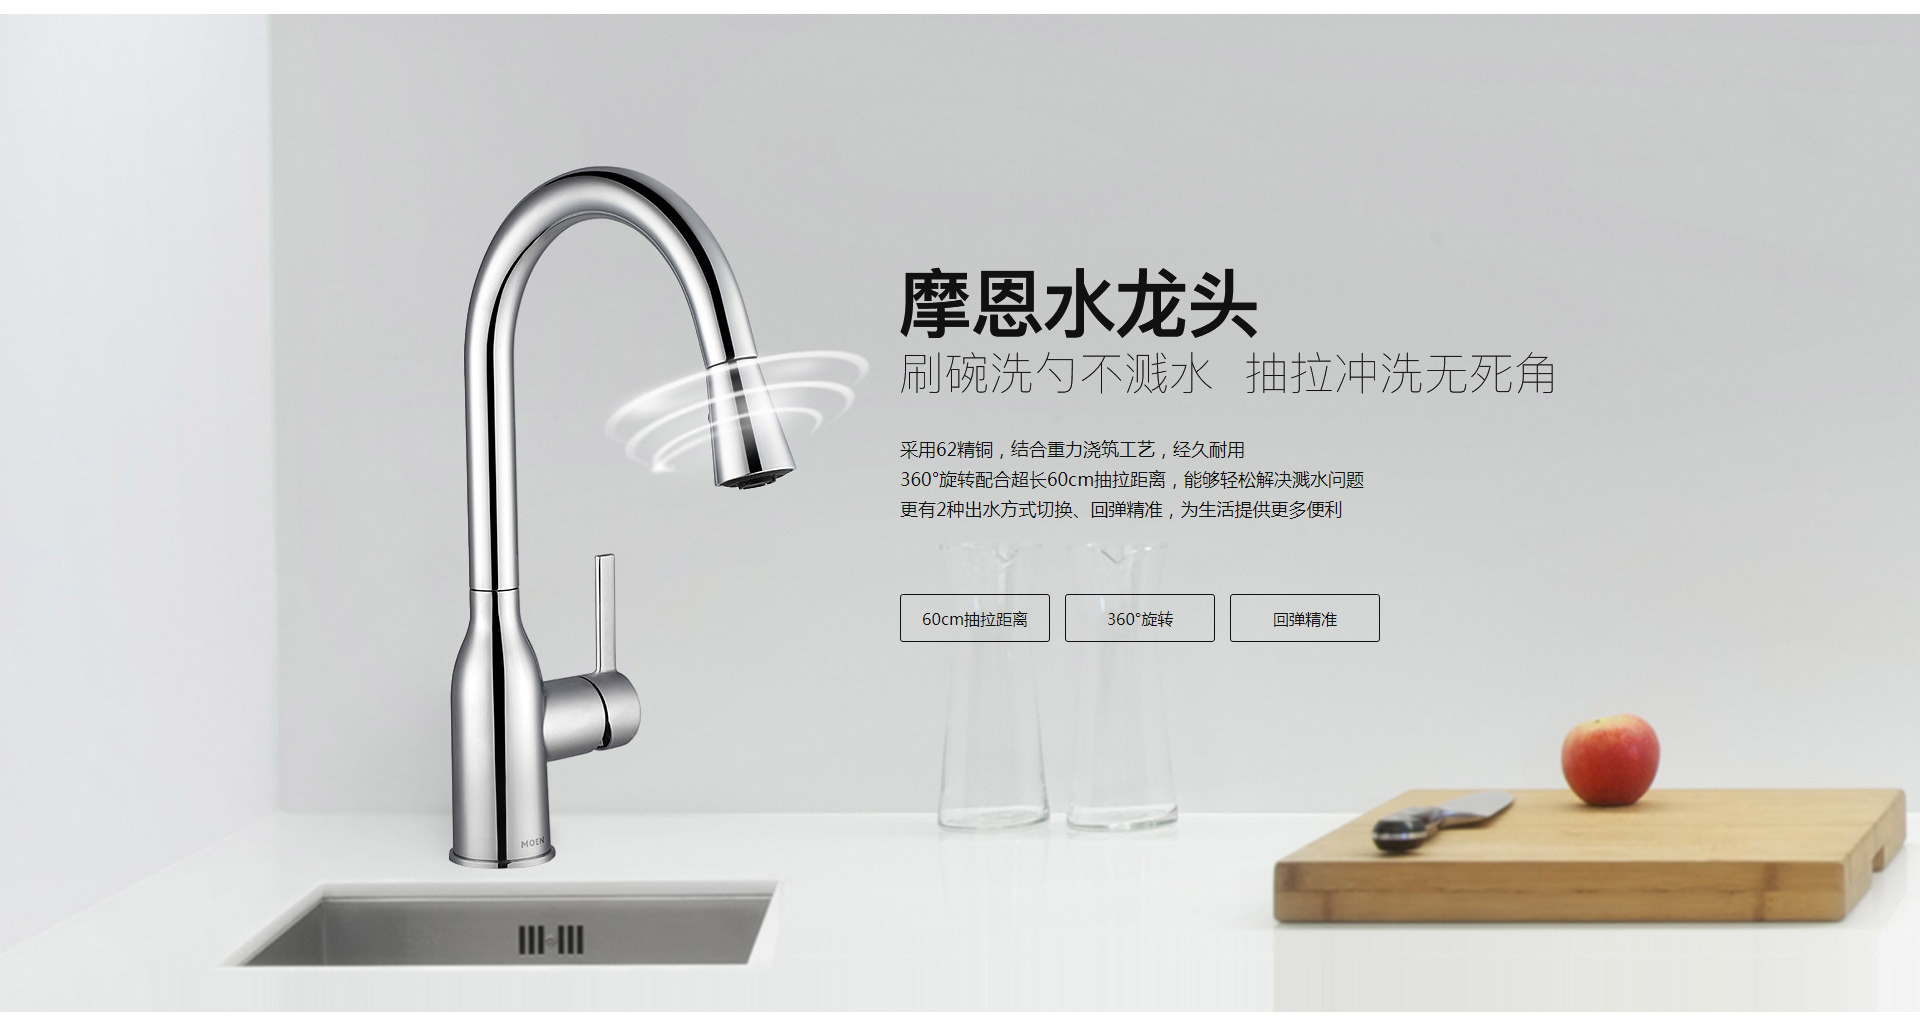 摩恩水龙头
刷碗洗勺不溅水 抽拉冲洗无死角
采用62精铜，结合重力浇筑工艺，经久耐用
360°旋转配合超长60cm抽拉距离，能够轻松解决溅水问题
更有2种出水方式切换、回弹精准，为生活提供更多便利
60cm抽拉距离
360°旋转
回弹精准
MOEN